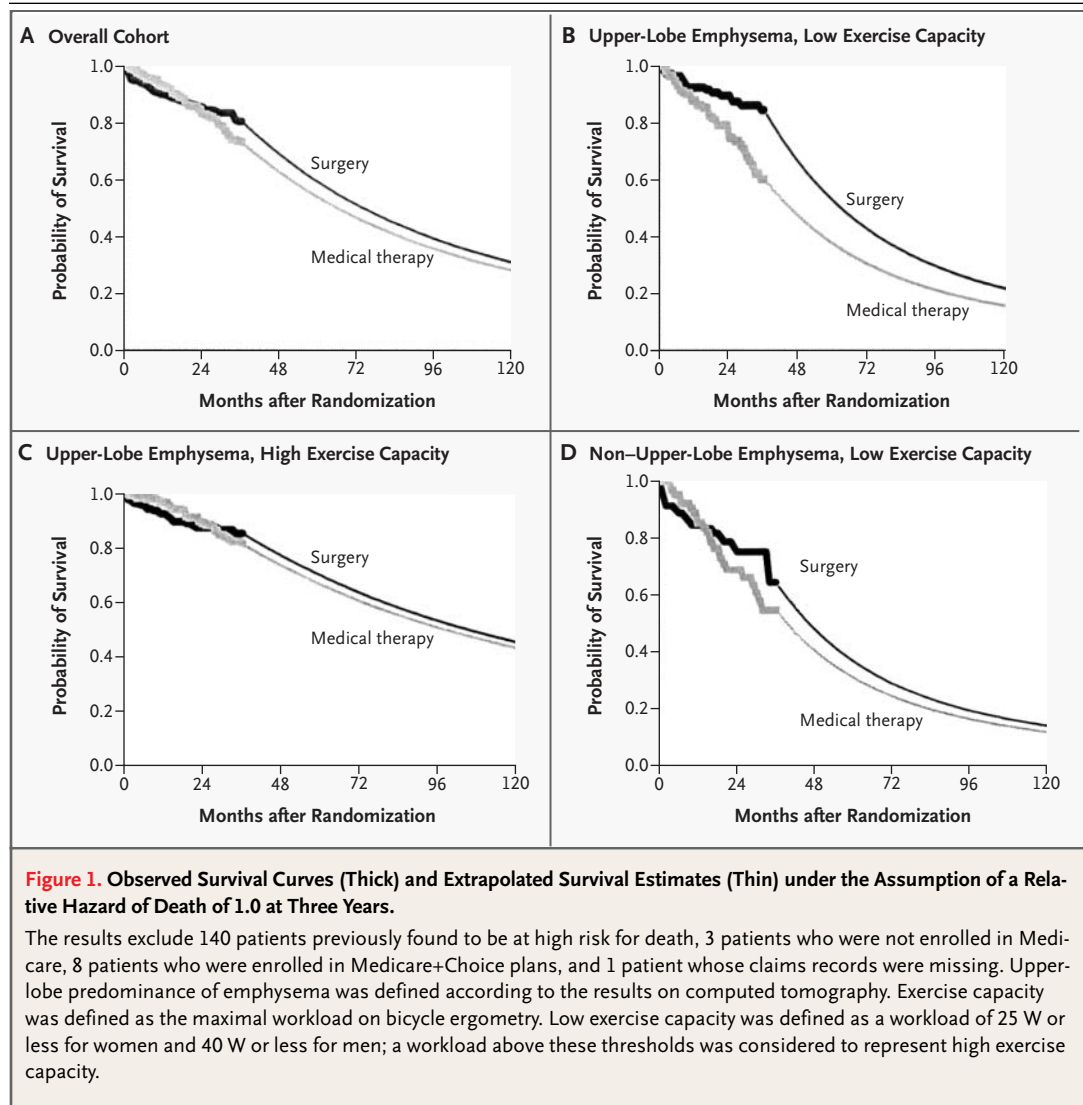 A Overall Cohort
1.0
0.8
0.6
0.4
0.2
0.0
Probability of Survival
Surgery
Medical therapy
0 24 48 72 96 120
Months after Randomization
B Upper-Lobe Emphysema, Low Exercise Capacity
1.0
0.8
0.6
0.4
0.2
0.0
Probability of Survival
Surgery
Medical therapy
0 24 48 72 96 120
Months after Randomization
C Upper-Lobe Emphysema, High Exercise Capacity
1.0
0.8
0.6
0.4
0.2
0.0
Probability of Survival
Surgery
Medical therapy
0 24 48 72 96 120
Months after Randomization
D Non–Upper-Lobe Emphysema, Low Exercise Capacity
1.0
0.8
0.6
0.4
0.2
0.0
Probability of Survival
Surgery
Medical therapy
0 24 48 72 96 120
Months after Randomization
Figure 1. Observed Survival Curves (Thick) and Extrapolated Survival Estimates (Thin) under the Assumption of a Rela-
tive Hazard of Death of 1.0 at Three Years.
The results exclude 140 patients previously found to be at high risk for death, 3 patients who were not enrolled in Medi-
care, 8 patients who were enrolled in Medicare+Choice plans, and 1 patient whose claims records were missing. Upper-
lobe predominance of emphysema was defined according to the results on computed tomography. Exercise capacity
was defined as the maximal workload on bicycle ergometry. Low exercise capacity was defined as a workload of 25 W or
less for women and 40 W or less for men; a workload above these thresholds was considered to represent high exercise
capacity.